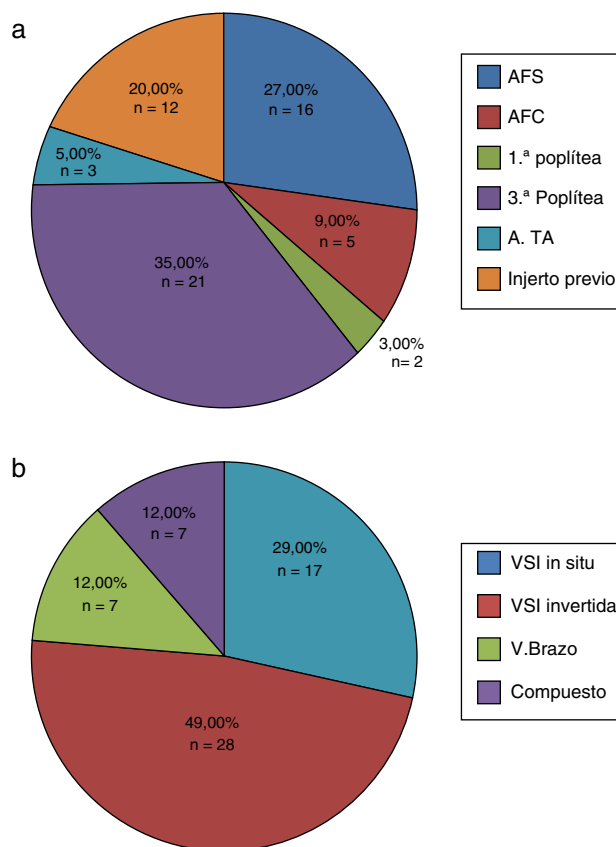 a
27,00%
n = 16
9,00%
n = 5
3,00%
n= 2
35,00%
n = 21
5,00%
n = 3
20,00%
n = 12
AFS
AFC
1.ª poplítea
3.ª Poplítea
A. TA
Injerto previo
b
29,00%
n = 17
49,00%
n = 28
12,00%
n = 7
12,00%
n = 7
VSI in situ
VSI invertida
V.Brazo
Compuesto